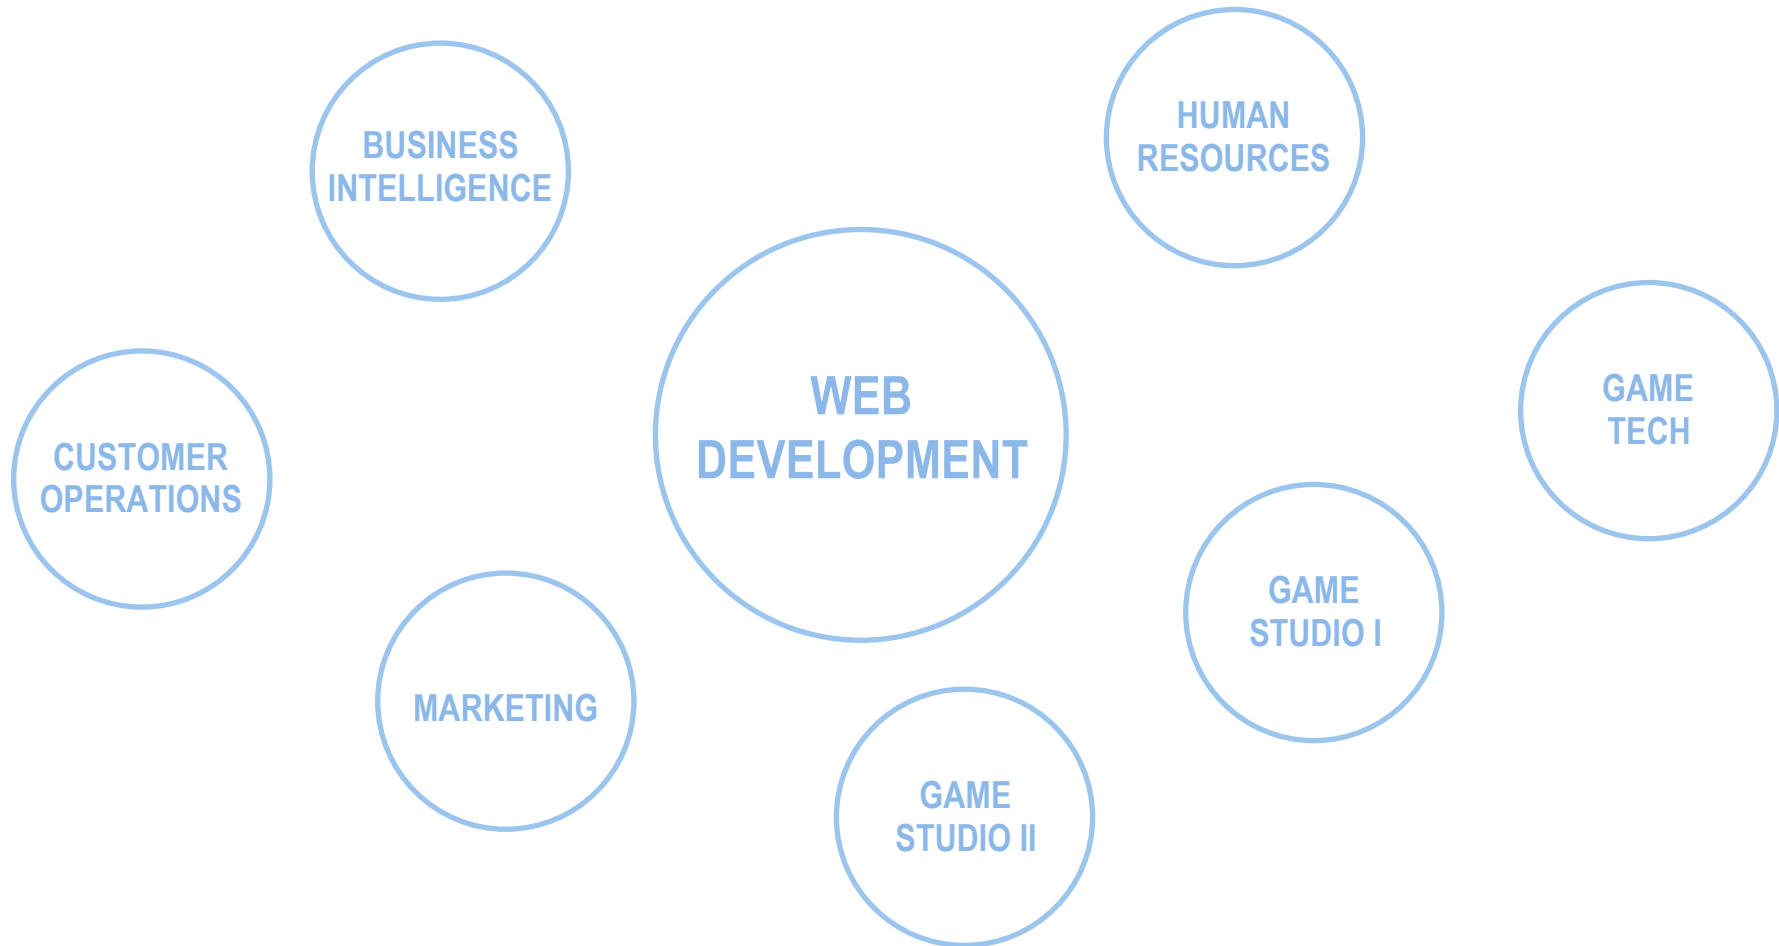 HUMAN
RESOURCES
BUSINESS
INTELLIGENCE
WEB
DEVELOPMENT
GAME
TECH
CUSTOMER
OPERATIONS
GAME
STUDIO I
MARKETING
GAME
STUDIO II